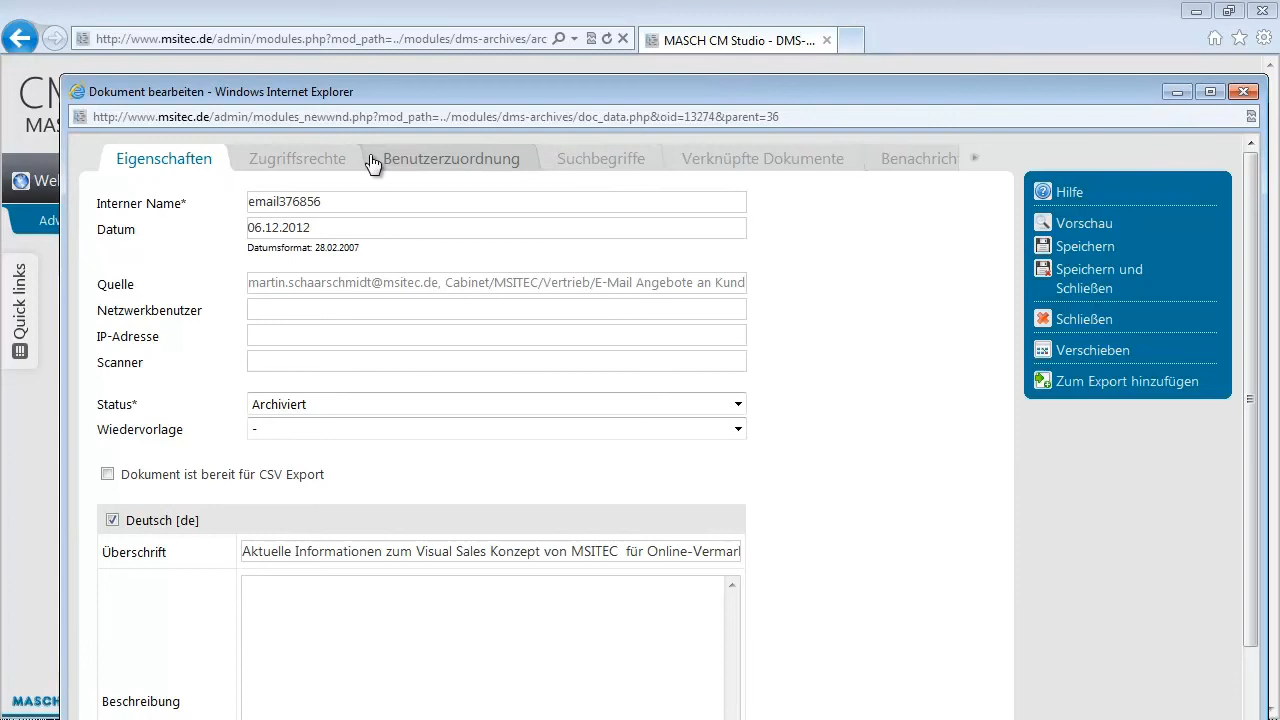 http://www.msitec.de/admin/modules.php?mod_path=../modules/dms-archives/arc
MASCH CM Studio - DMS-...
CM
MAS
Dokument bearbeiten - Windows Internet Explorer
http://www.msitec.de/admin/modules_newwnd.php?mod_path=../modules/dms-archives/doc_data.php&oid=13274&parent=36
Eigenschaften
Zugriffsrechte
Benutzerzuordnung
Suchbegriffe
Verknüpfte Dokumente
Benachricht
Wel
Adv
Quick links
Interner Name* email376856
Datum 06.12.2012
Datumsformat: 28.02.2007
Quelle martin.schaarschmidt@msitec.de, Cabinet/MSITEC/Vertrieb/E-Mail Angebote an Kund
Netzwerkbenutzer
IP-Adresse
Scanner
Status* Archiviert
Wiedervorlage -
Dokument ist bereit für CSV Export
Deutsch [de]
Überschrift Aktuelle Informationen zum Visual Sales Konzept von MSITEC für Online-Vermark
Beschreibung
Hilfe
Vorschau
Speichern
Speichern und
Schließen
Schließen
Verschieben
Zum Export hinzufügen
MASCH